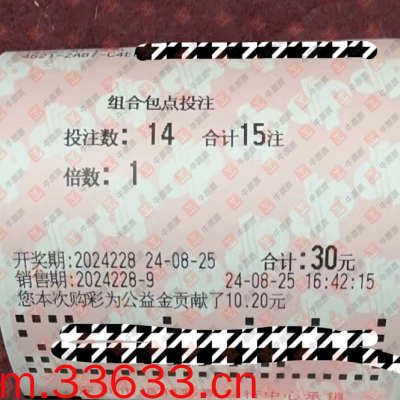 组合包点投注
投注数: 14 合计15注
倍数: 1
开奖期:2024228 24-08-25 合计:30元
销售期:2024228-9 24-08-25 16:42:15
您本次购彩为公益金贡献了10.20元
m.33633.cn